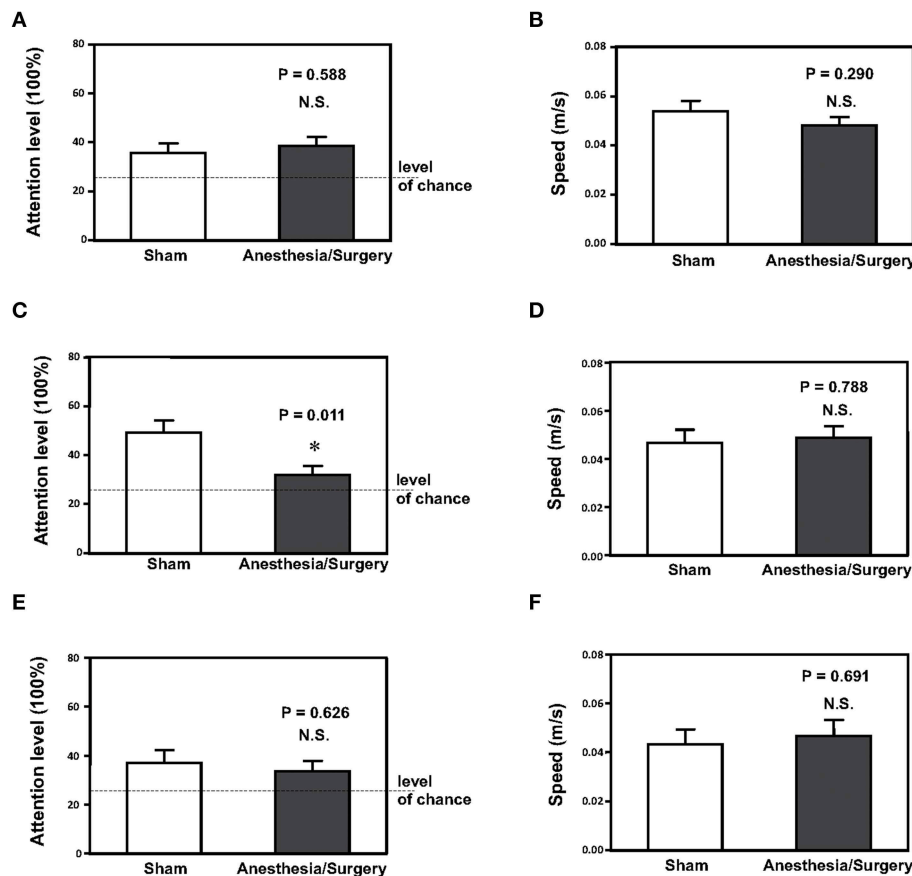 A
Attention level (100%)
80
60
40
20
0
P = 0.588
N.S.
level
of chance
Sham
Anesthesia/Surgery
B
Speed (m/s)
0.08
0.06
0.04
0.02
0.00
P = 0.290
N.S.
Sham
Anesthesia/Surgery
C
Attention level (100%)
80
60
40
20
0
P = 0.011
*
level
of chance
Sham
Anesthesia/Surgery
D
Speed (m/s)
0.08
0.06
0.04
0.02
0.00
P = 0.788
N.S.
Sham
Anesthesia/Surgery
E
Attention level (100%)
80
60
40
20
0
P = 0.626
N.S.
level
of chance
Sham
Anesthesia/Surgery
F
Speed (m/s)
0.08
0.06
0.04
0.02
0.00
P = 0.691
N.S.
Sham
Anesthesia/Surgery